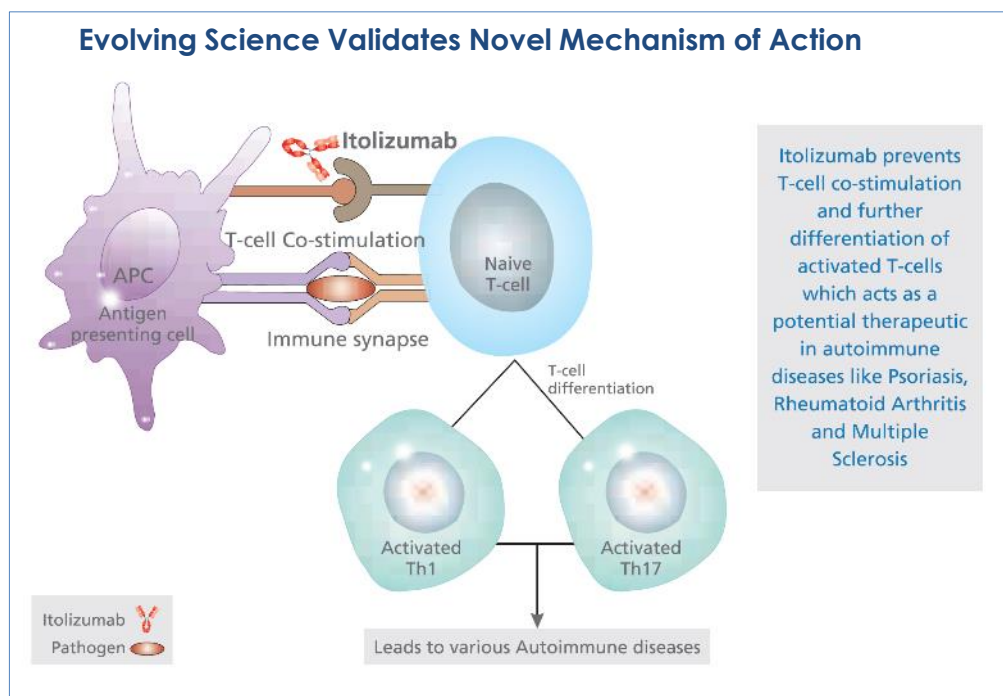 Evolving Science Validates Novel Mechanism of Action
Itolizumab
T-cell Co-stimulation
APC
Antigen
presenting cell
Naive
T-cell
Immune synapse
T-cell
differentiation
Activated
Th1
Activated
Th17
Leads to various Autoimmune diseases
Itolizumab
Pathogen
Itolizumab prevents
T-cell co-stimulation
and further
differentiation of
activated T-cells
which acts as a
potential therapeutic
in autoimmune
diseases like Psoriasis,
Rheumatoid Arthritis
and Multiple
Sclerosis